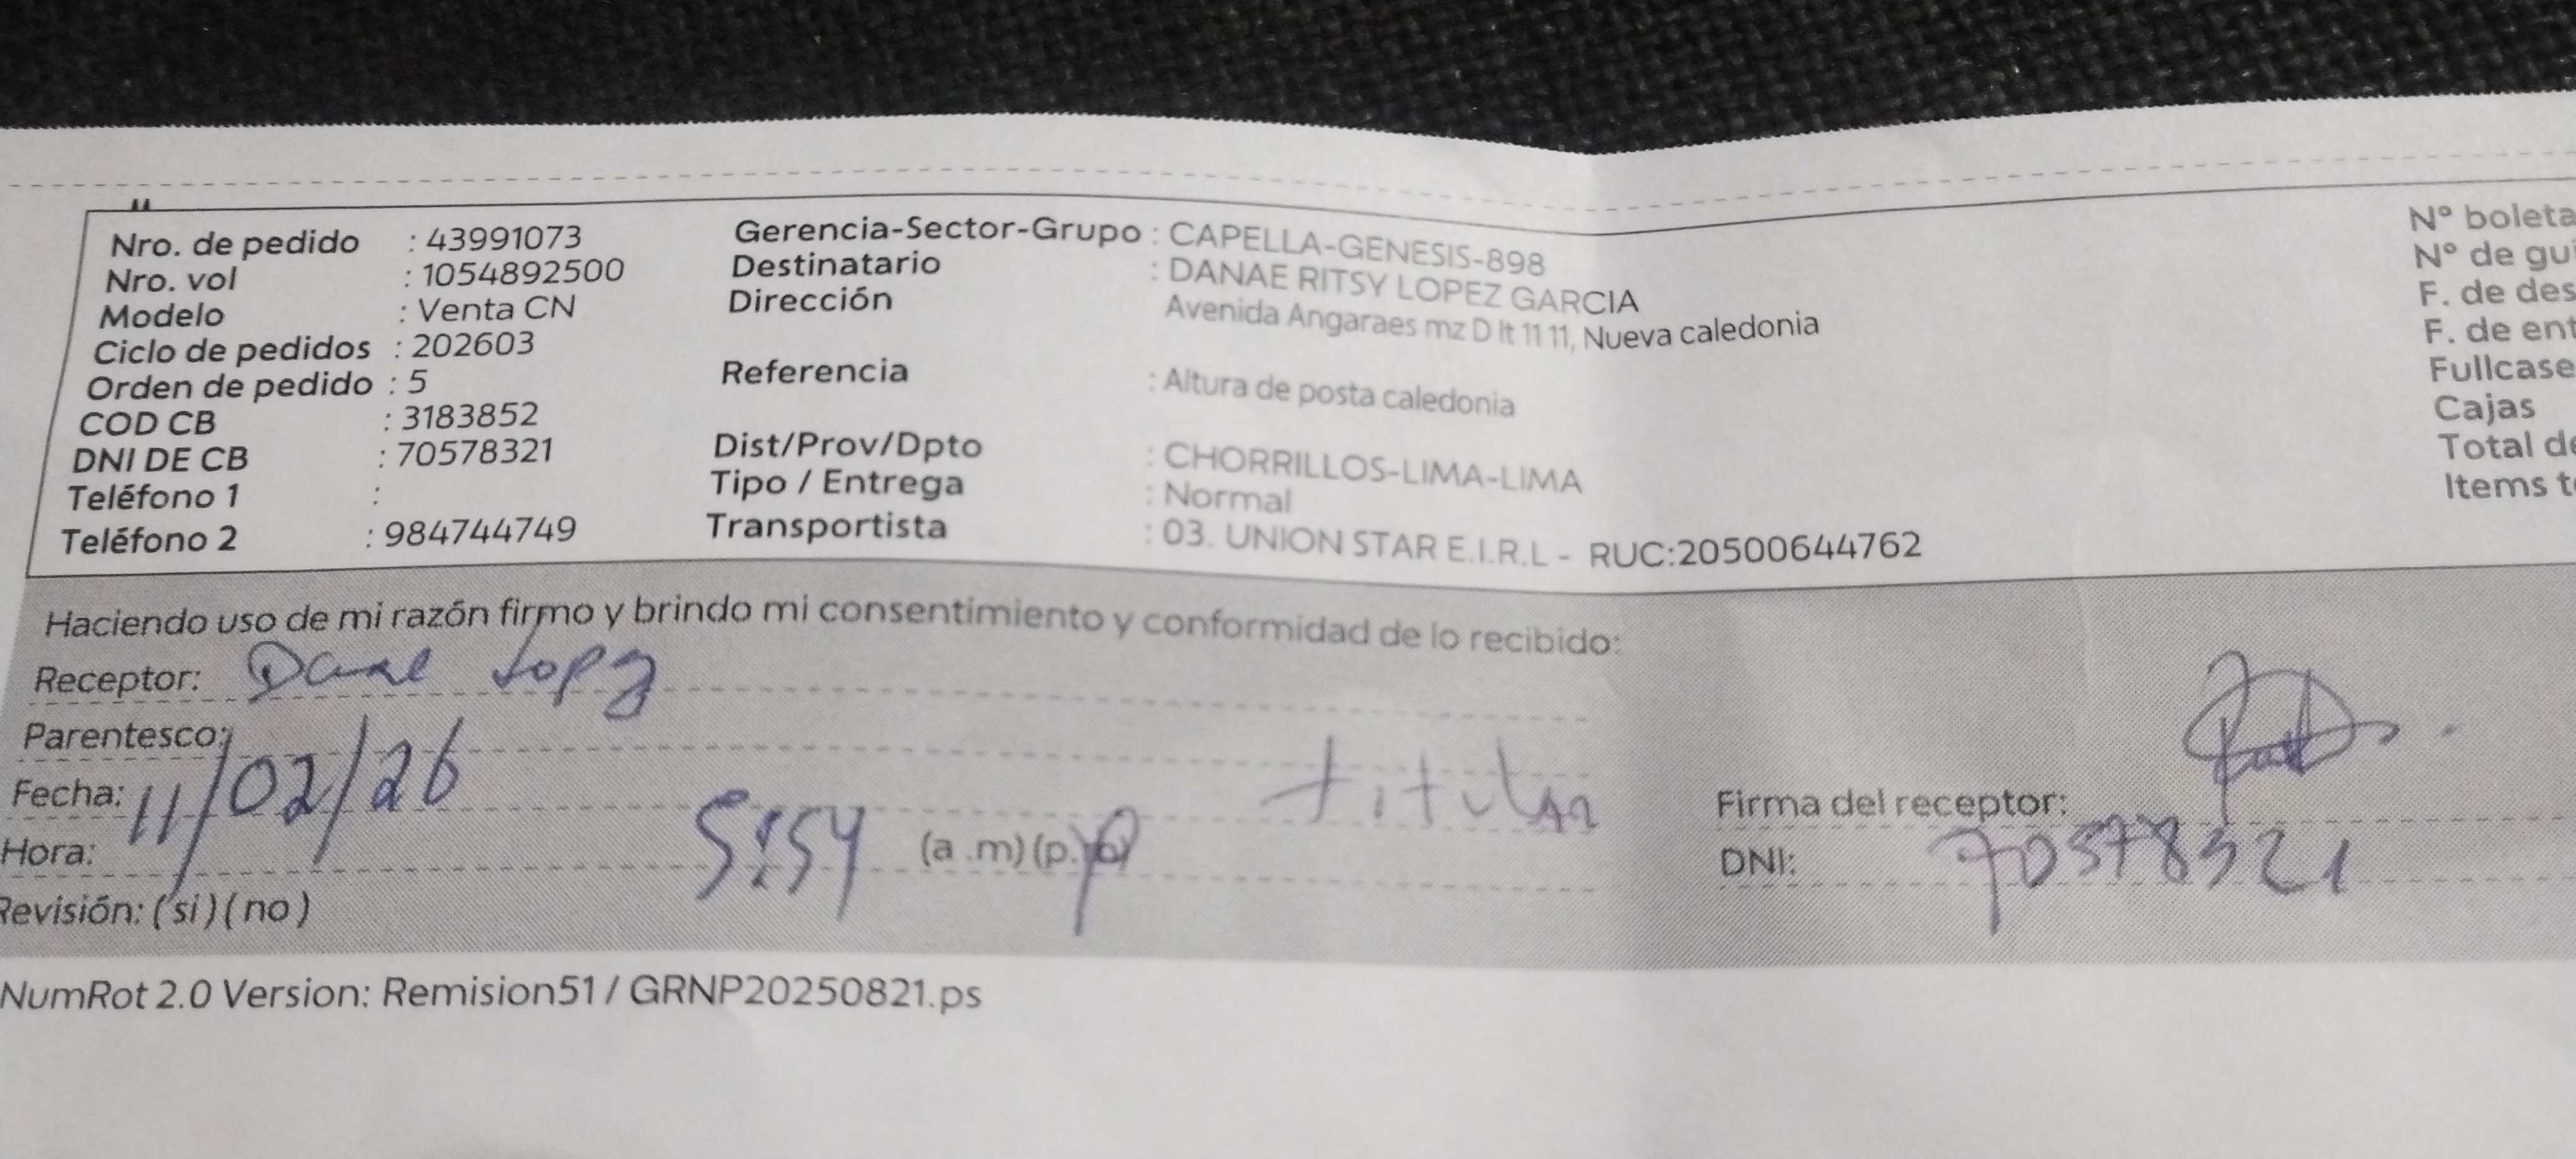 Nro. de pedido : 43991073
Nro. vol : 1054892500
Modelo : Venta CN
Ciclo de pedidos : 202603
Orden de pedido : 5
COD CB : 3183852
DNI DE CB : 70578321
Teléfono 1 :
Teléfono 2 : 984744749
Gerencia-Sector-Grupo : CAPELLA-GENESIS-898
Destinatario : DANAE RITSY LOPEZ GARCIA
Dirección Avenida Angaraes mz D lt 11 11, Nueva caledonia
Referencia : Altura de posta caledonia
Dist/Prov/Dpto : CHORRILLOS-LIMA-LIMA
Tipo / Entrega : Normal
Transportista : 03. UNION STAR E.I.R.L - RUC:20500644762
Nº boleta
Nº de gui
F. de des
F. de ent
Fullcase
Cajas
Total de
Items t
Haciendo uso de mi razón firmo y brindo mi consentimiento y conformidad de lo recibido:
Receptor:
Parentesco: titular
Fecha: 11/02/26
Hora: 5:54 (a .m) (p.
Revisión: (si) (no)
Firma del receptor:
DNI: 70578321
NumRot 2.0 Version: Remision51 / GRNP20250821.ps